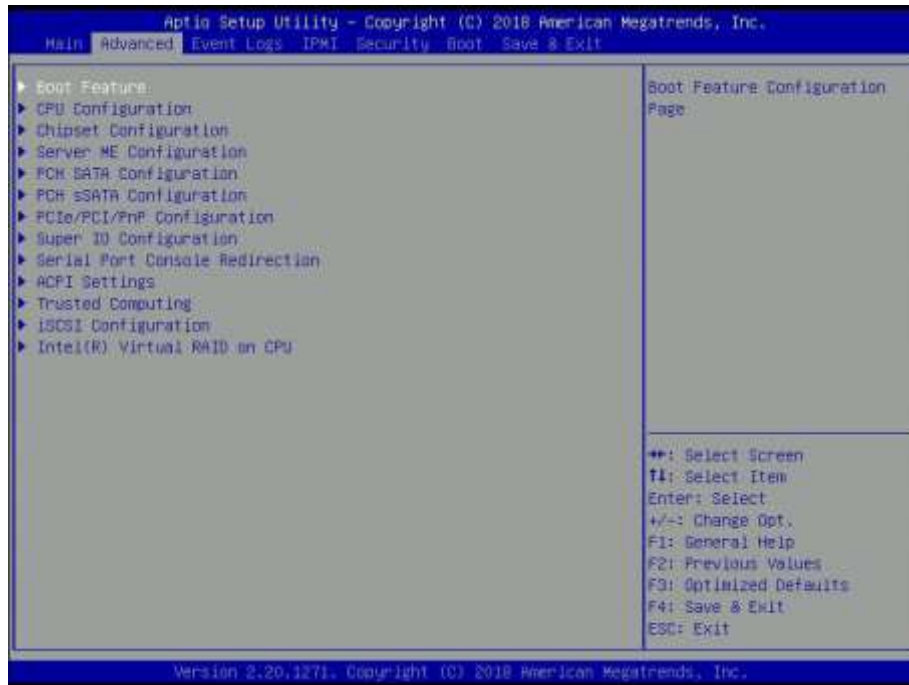 Aptio Setup Utility – Copyright (C) 2018 American Megatrends, Inc.
Main Advanced Event Logs IPMI Security Boot Save & Exit
Boot Feature
CPU Configuration
Chipset Configuration
Server ME Configuration
PCH SATA Configuration
PCH sSATA Configuration
PCIe/PCI/PnP Configuration
Super IO Configuration
Serial Port Console Redirection
ACPI Settings
Trusted Computing
iSCSI Configuration
Intel(R) Virtual RAID on CPU
Boot Feature Configuration
Page
→←: Select Screen
↑↓: Select Item
Enter: Select
+/-: Change Opt.
F1: General Help
F2: Previous Values
F3: Optimized Defaults
F4: Save & Exit
ESC: Exit
Version 2.20.1271. Copyright (C) 2018 American Megatrends, Inc.